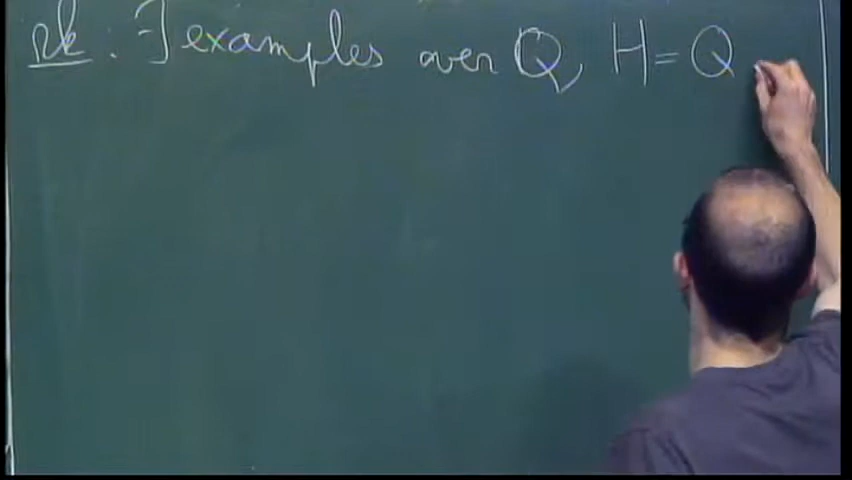 rk : ∃ examples over Q, H = Q